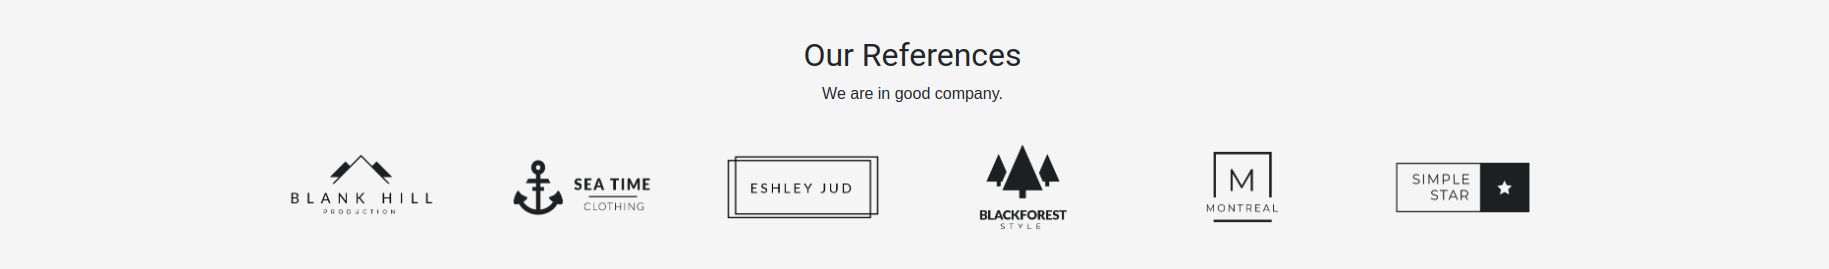 Our References
We are in good company.
BLANK HILL
PRODUCTION
SEA TIME
CLOTHING
ESHLEY JUD
BLACKFOREST
STYLE
M
MONTREAL
SIMPLE
STAR